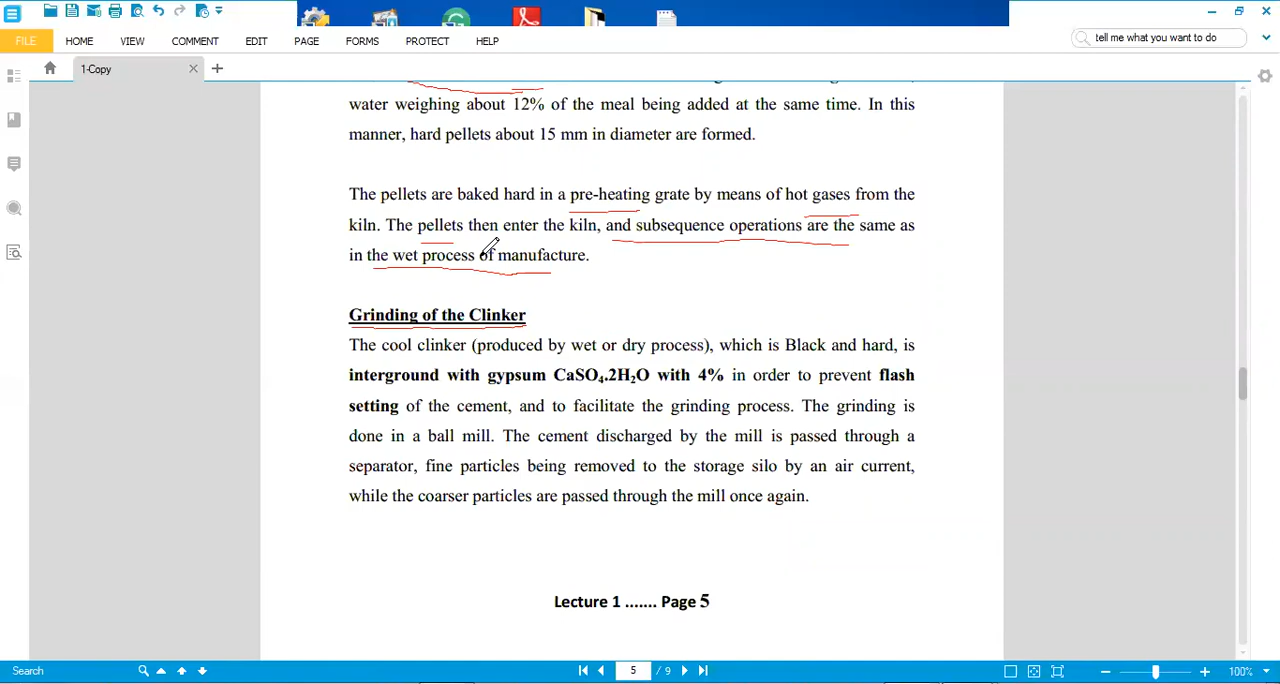 FILE HOME VIEW COMMENT EDIT PAGE FORMS PROTECT HELP tell me what you want to do
1-Copy
water weighing about 12% of the meal being added at the same time. In this
manner, hard pellets about 15 mm in diameter are formed.
The pellets are baked hard in a pre-heating grate by means of hot gases from the
kiln. The pellets then enter the kiln, and subsequence operations are the same as
in the wet process of manufacture.
Grinding of the Clinker
The cool clinker (produced by wet or dry process), which is Black and hard, is
interground with gypsum CaSO₄.2H₂O with 4% in order to prevent flash
setting of the cement, and to facilitate the grinding process. The grinding is
done in a ball mill. The cement discharged by the mill is passed through a
separator, fine particles being removed to the storage silo by an air current,
while the coarser particles are passed through the mill once again.
Lecture 1 ....... Page 5
Search 5 / 9 100%